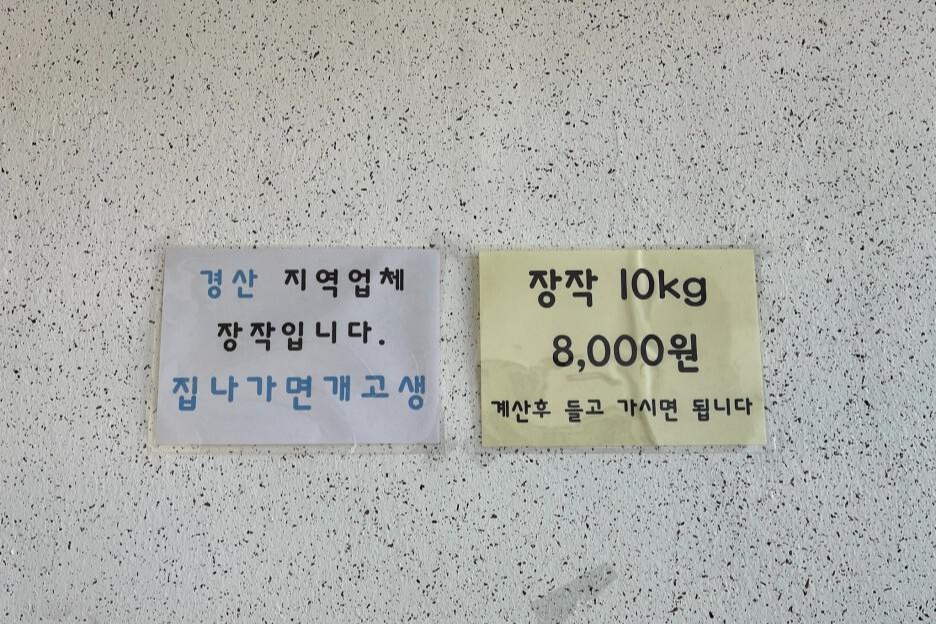 경산 지역업체
장작입니다.
집나가면개고생
장작 10kg
8,000원
계산후 들고 가시면 됩니다